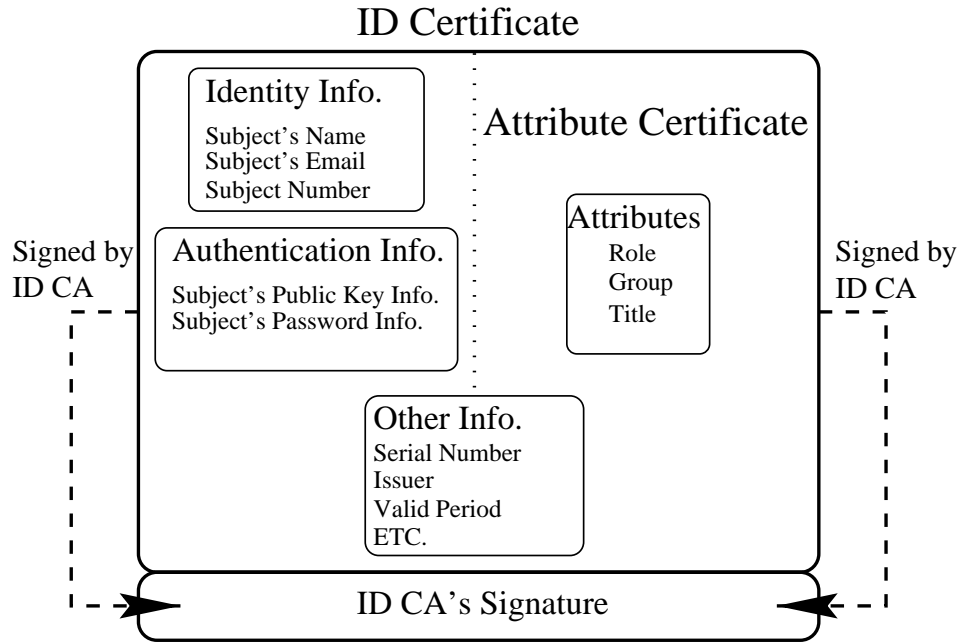 ID Certificate
Identity Info.
Subject's Name
Subject's Email
Subject Number
Attribute Certificate
Signed by
ID CA
Authentication Info.
Subject's Public Key Info.
Subject's Password Info.
Attributes
Role
Group
Title
Signed by
ID CA
Other Info.
Serial Number
Issuer
Valid Period
ETC.
ID CA's Signature